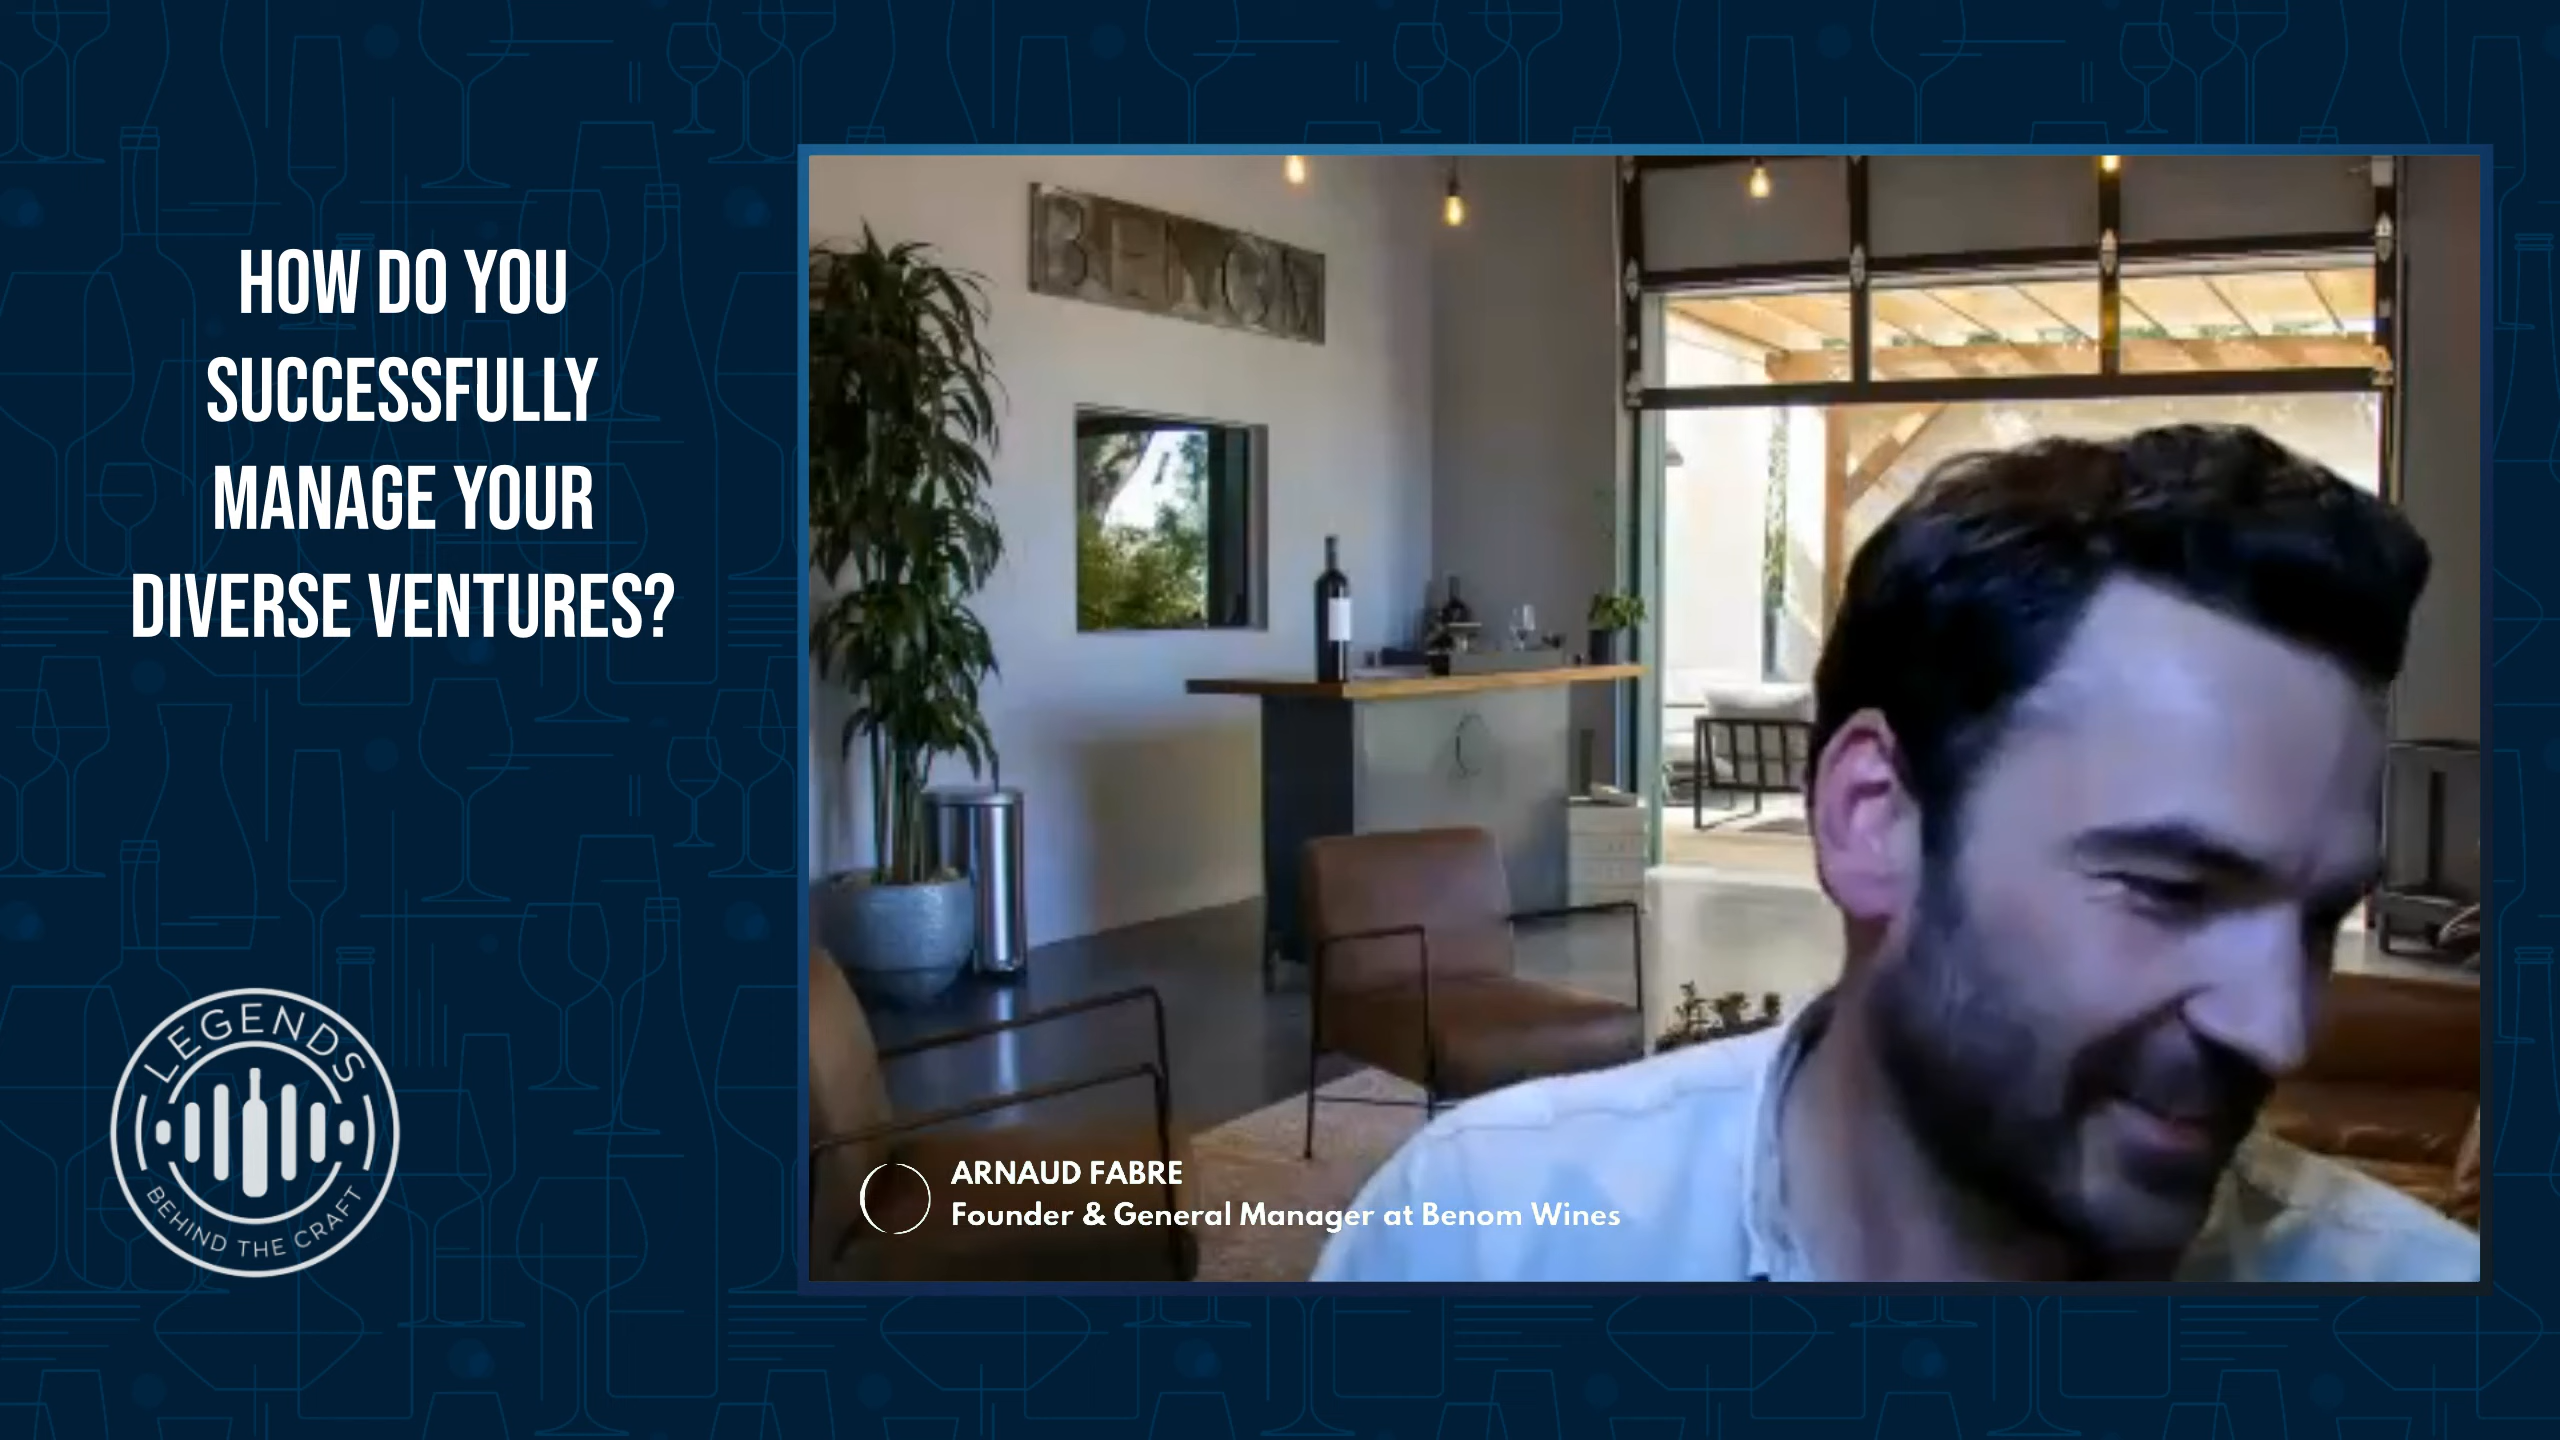 HOW DO YOU
SUCCESSFULLY
MANAGE YOUR
DIVERSE VENTURES?
LEGENDS
BEHIND THE CRAFT
BENOM
ARNAUD FABRE
Founder & General Manager at Benom Wines